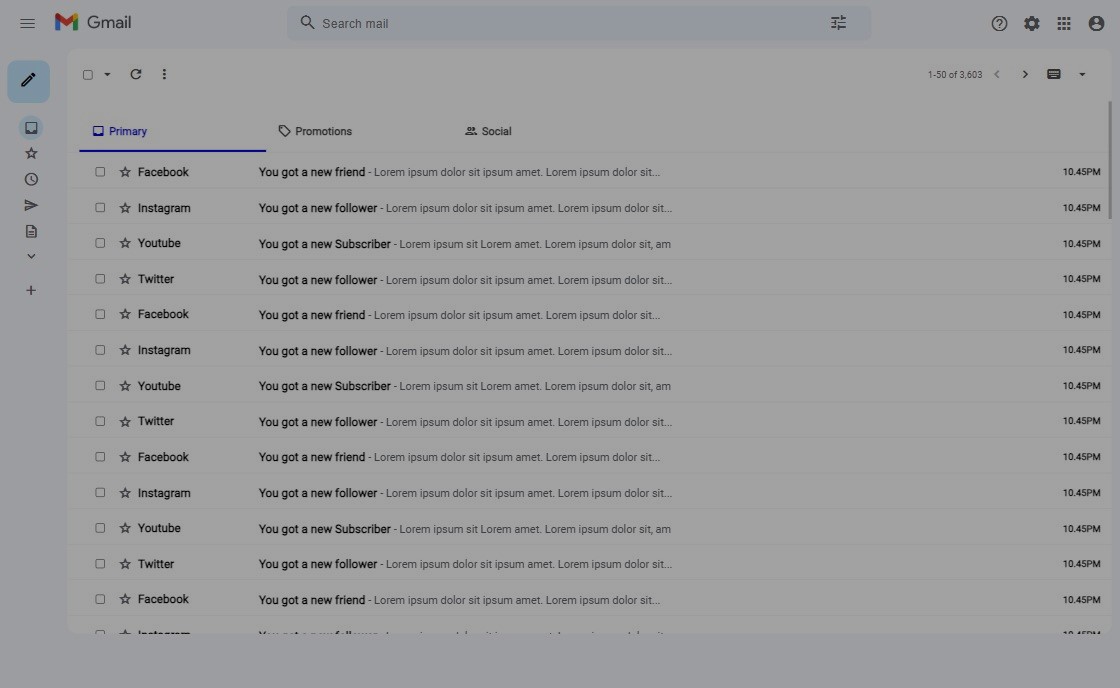 Gmail
Search mail
1-50 of 3,603
Primary
Promotions
Social
Facebook You got a new friend - Lorem ipsum dolor sit ipsum amet. Lorem ipsum dolor sit... 10.45PM
Instagram You got a new follower - Lorem ipsum dolor sit ipsum amet. Lorem ipsum dolor sit... 10.45PM
Youtube You got a new Subscriber - Lorem ipsum sit Lorem amet. Lorem ipsum dolor sit, am 10.45PM
Twitter You got a new follower - Lorem ipsum dolor sit ipsum amet. Lorem ipsum dolor sit... 10.45PM
Facebook You got a new friend - Lorem ipsum dolor sit ipsum amet. Lorem ipsum dolor sit... 10.45PM
Instagram You got a new follower - Lorem ipsum dolor sit ipsum amet. Lorem ipsum dolor sit... 10.45PM
Youtube You got a new Subscriber - Lorem ipsum sit Lorem amet. Lorem ipsum dolor sit, am 10.45PM
Twitter You got a new follower - Lorem ipsum dolor sit ipsum amet. Lorem ipsum dolor sit... 10.45PM
Facebook You got a new friend - Lorem ipsum dolor sit ipsum amet. Lorem ipsum dolor sit... 10.45PM
Instagram You got a new follower - Lorem ipsum dolor sit ipsum amet. Lorem ipsum dolor sit... 10.45PM
Youtube You got a new Subscriber - Lorem ipsum sit Lorem amet. Lorem ipsum dolor sit, am 10.45PM
Twitter You got a new follower - Lorem ipsum dolor sit ipsum amet. Lorem ipsum dolor sit... 10.45PM
Facebook You got a new friend - Lorem ipsum dolor sit ipsum amet. Lorem ipsum dolor sit... 10.45PM